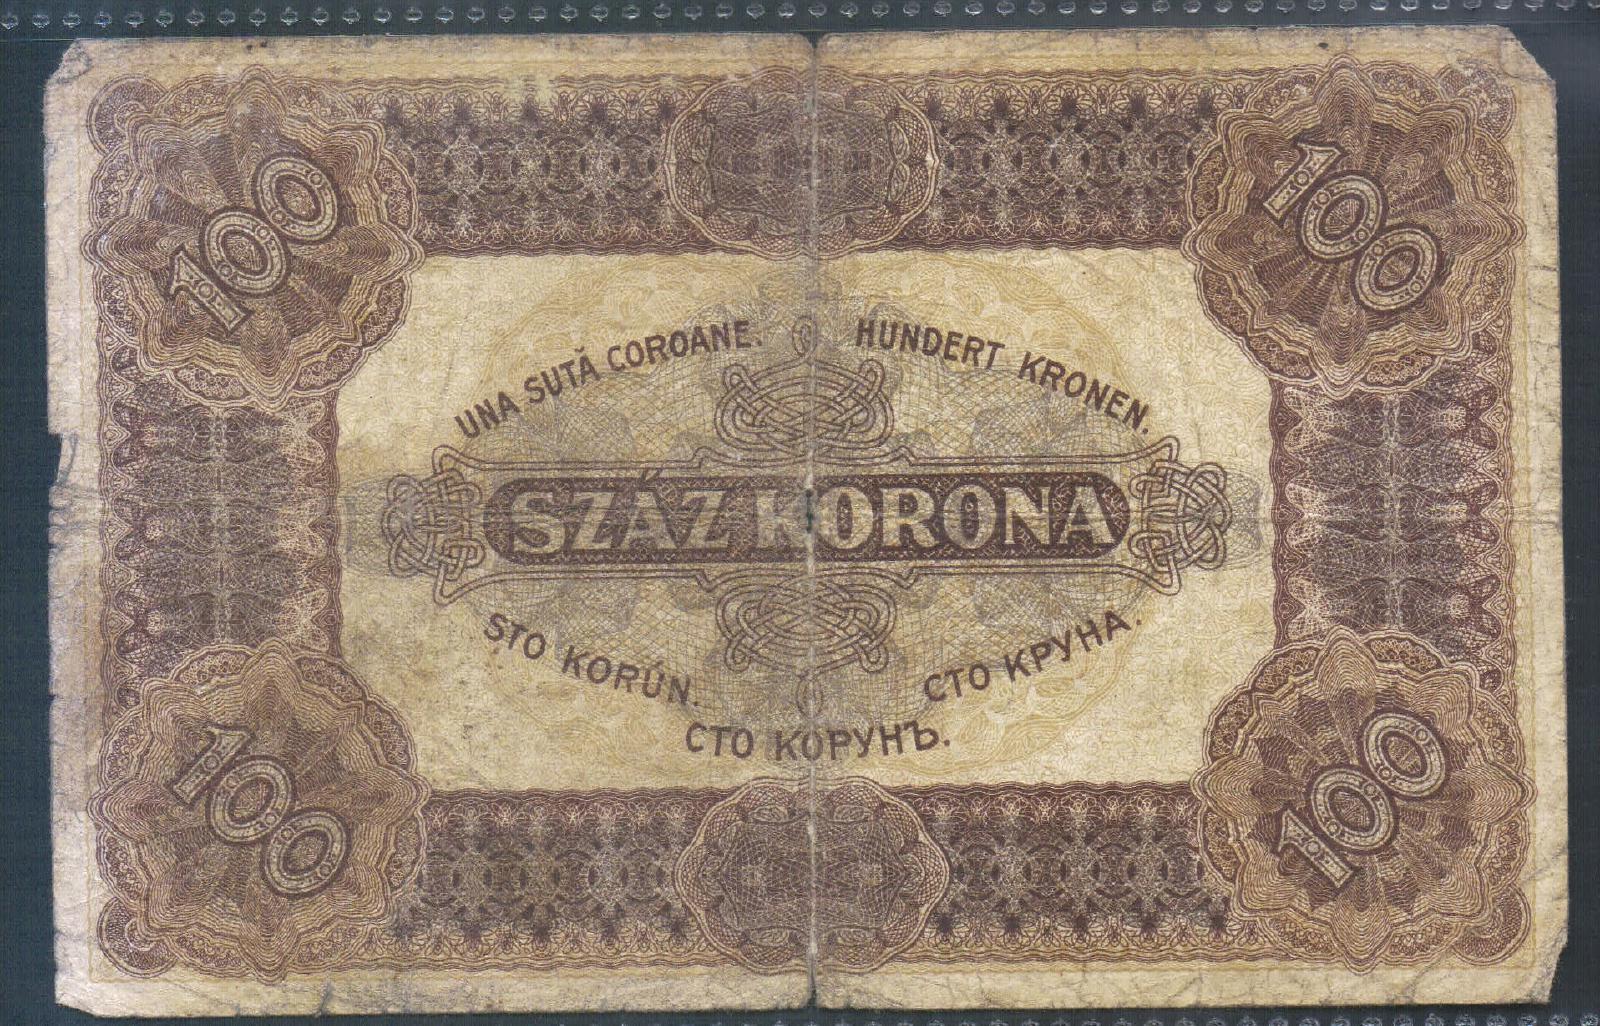 100
100
UNA SUTĂ COROANE.
HUNDERT KRONEN.
SZÁZ KORONA
STO KORÚN.
СТО КРУНА.
СТО КОРУНЪ.
100
100